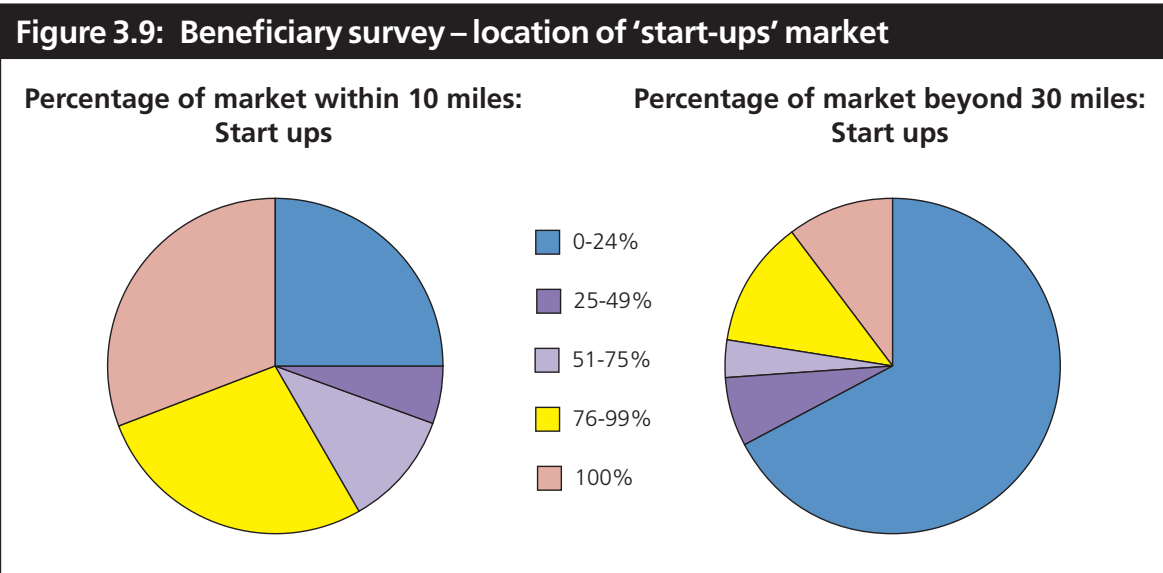 Figure 3.9: Beneficiary survey – location of ‘start-ups’ market
Percentage of market within 10 miles:
Start ups
Percentage of market beyond 30 miles:
Start ups
0-24%
25-49%
51-75%
76-99%
100%